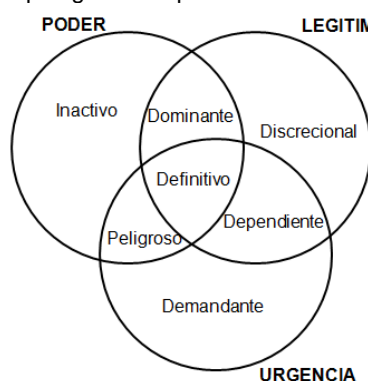 PODER
LEGITIM
Inactivo
Dominante
Discrecional
Definitivo
Dependiente
Peligroso
Demandante
URGENCIA